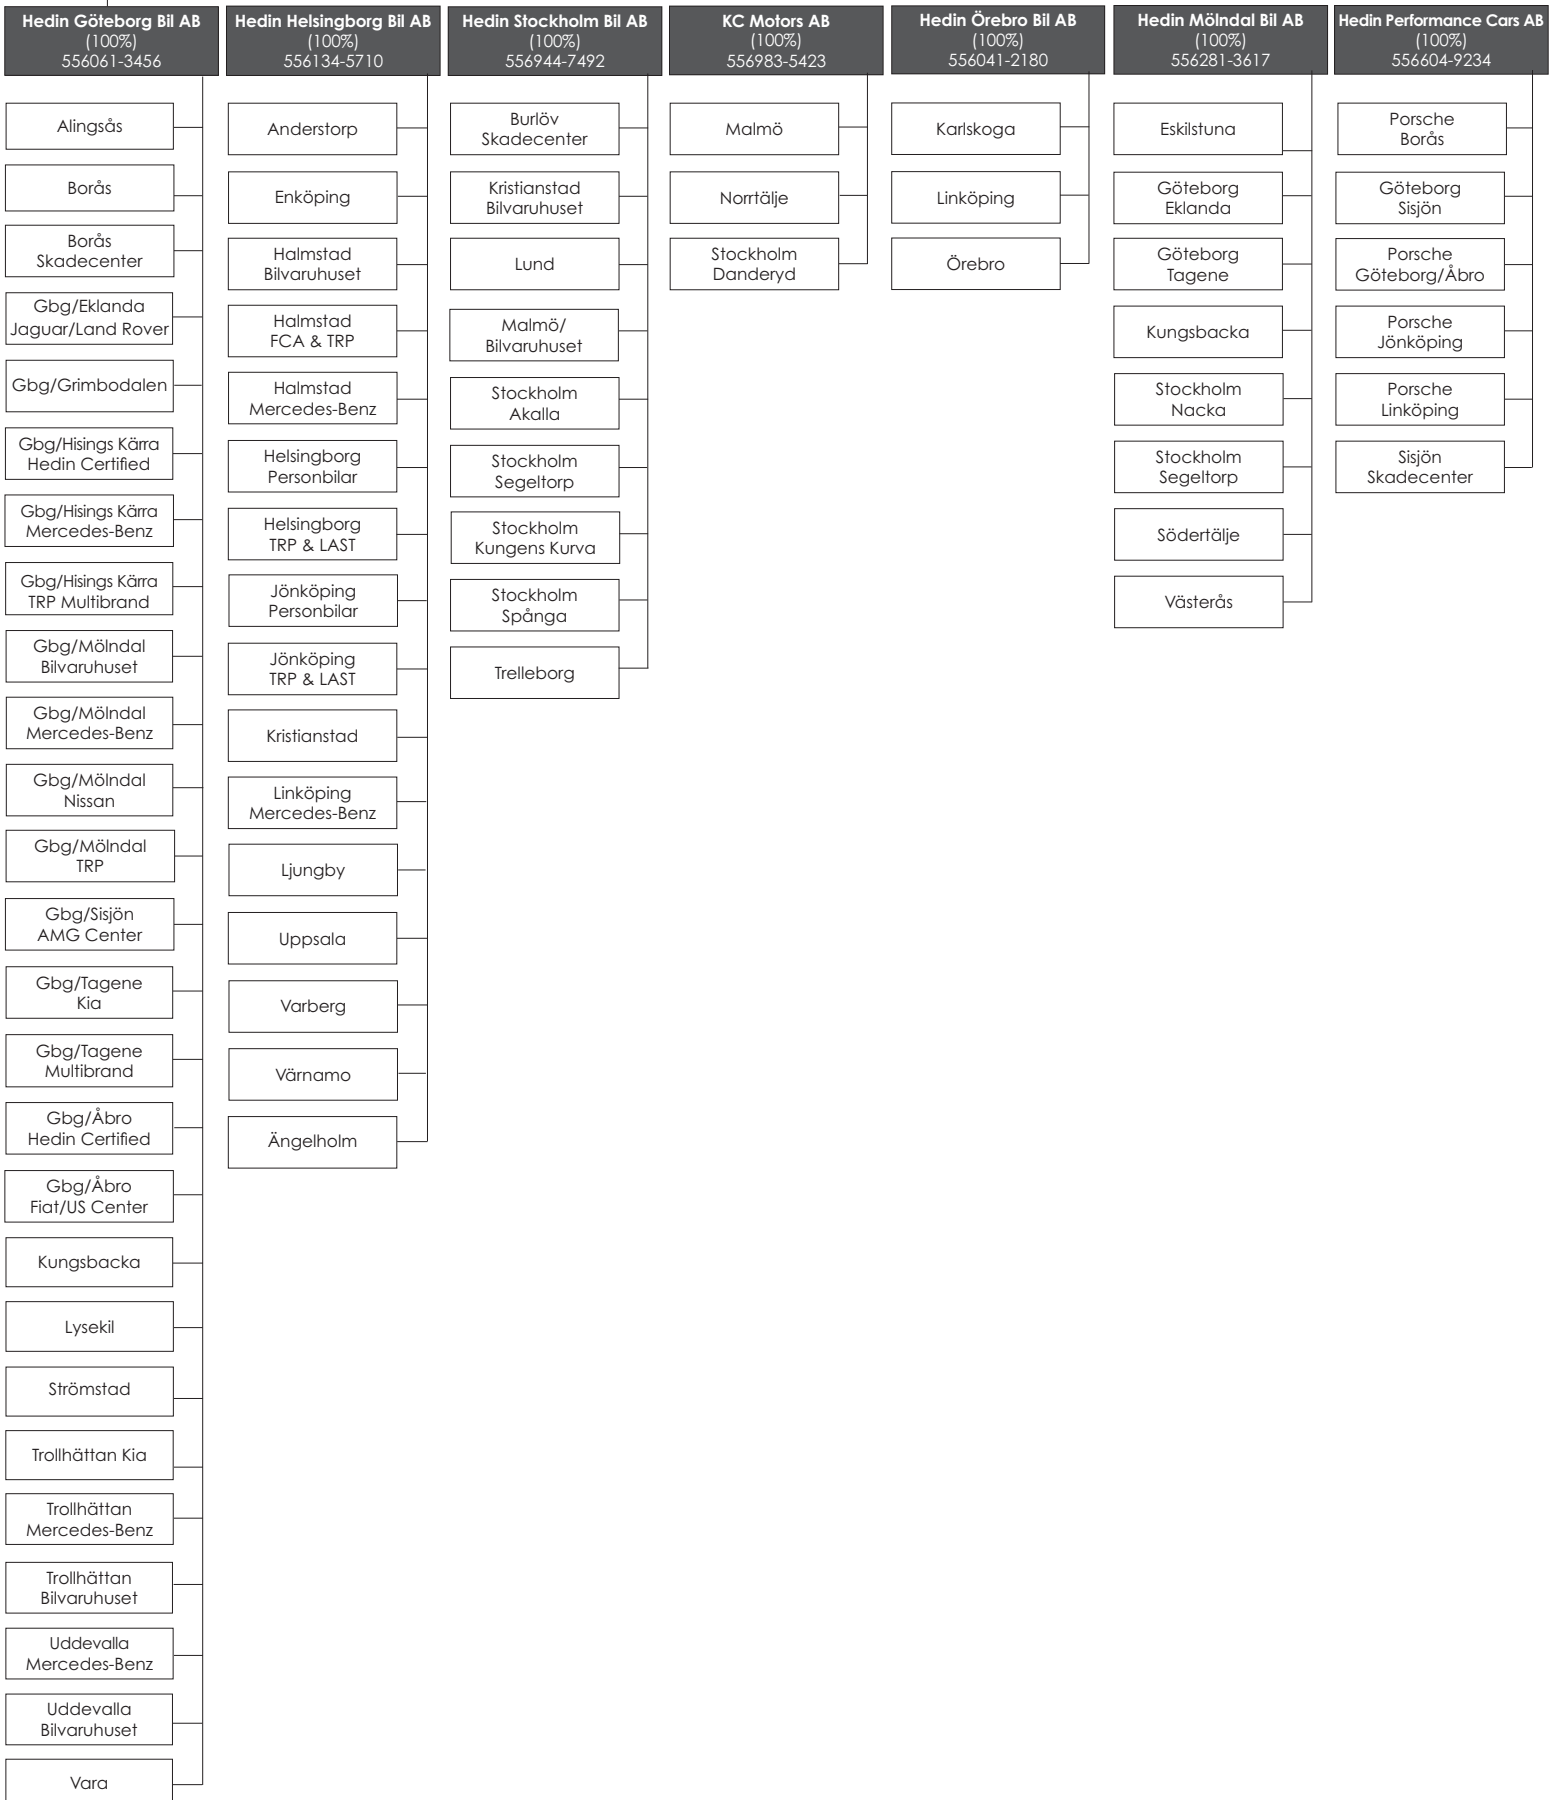 Hedin Göteborg Bil AB
(100%)
556061-3456
Alingsås
Borås
Borås
Skadecenter
Gbg/Eklanda
Jaguar/Land Rover
Gbg/Grimbodalen
Gbg/Hisings Kärra
Hedin Certified
Gbg/Hisings Kärra
Mercedes-Benz
Gbg/Hisings Kärra
TRP Multibrand
Gbg/Mölndal
Bilvaruhuset
Gbg/Mölndal
Mercedes-Benz
Gbg/Mölndal
Nissan
Gbg/Mölndal
TRP
Gbg/Sisjön
AMG Center
Gbg/Tagene
Kia
Gbg/Tagene
Multibrand
Gbg/Åbro
Hedin Certified
Gbg/Åbro
Fiat/US Center
Kungsbacka
Lysekil
Strömstad
Trollhättan Kia
Trollhättan
Mercedes-Benz
Trollhättan
Bilvaruhuset
Uddevalla
Mercedes-Benz
Uddevalla
Bilvaruhuset
Vara
Hedin Helsingborg Bil AB
(100%)
556134-5710
Anderstorp
Enköping
Halmstad
Bilvaruhuset
Halmstad
FCA & TRP
Halmstad
Mercedes-Benz
Helsingborg
Personbilar
Helsingborg
TRP & LAST
Jönköping
Personbilar
Jönköping
TRP & LAST
Kristianstad
Linköping
Mercedes-Benz
Ljungby
Uppsala
Varberg
Värnamo
Ängelholm
Hedin Stockholm Bil AB
(100%)
556944-7492
Burlöv
Skadecenter
Kristianstad
Bilvaruhuset
Lund
Malmö/
Bilvaruhuset
Stockholm
Akalla
Stockholm
Segeltorp
Stockholm
Kungens Kurva
Stockholm
Spånga
Trelleborg
KC Motors AB
(100%)
556983-5423
Malmö
Norrtälje
Stockholm
Danderyd
Hedin Örebro Bil AB
(100%)
556041-2180
Karlskoga
Linköping
Örebro
Hedin Mölndal Bil AB
(100%)
556281-3617
Eskilstuna
Göteborg
Eklanda
Göteborg
Tagene
Kungsbacka
Stockholm
Nacka
Stockholm
Segeltorp
Södertälje
Västerås
Hedin Performance Cars AB
(100%)
556604-9234
Porsche
Borås
Göteborg
Sisjön
Porsche
Göteborg/Åbro
Porsche
Jönköping
Porsche
Linköping
Sisjön
Skadecenter